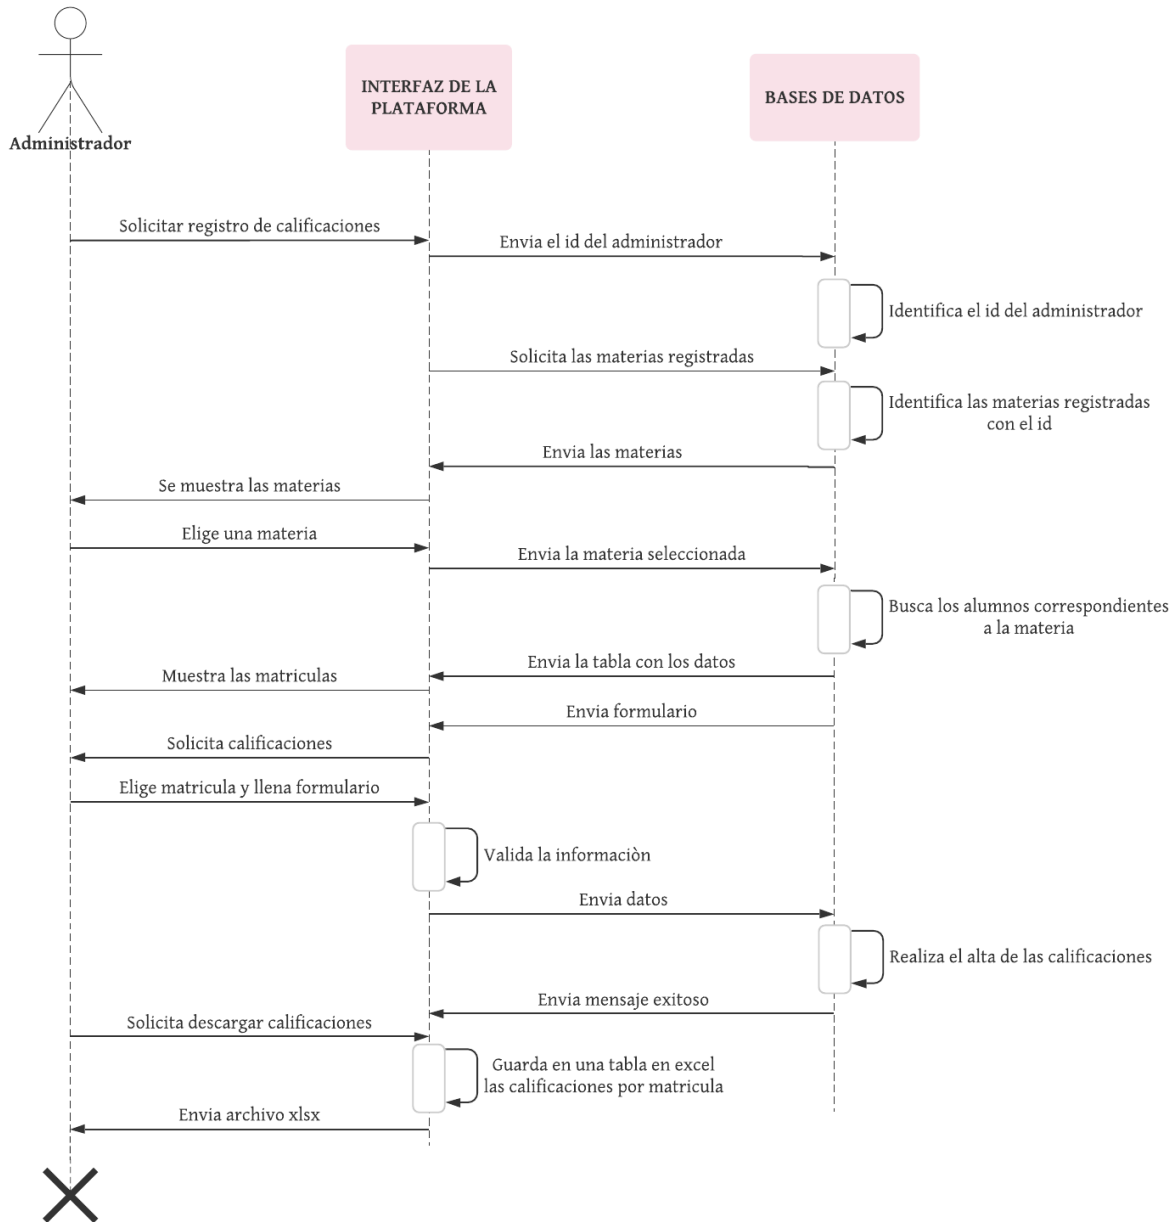 INTERFAZ DE LA
PLATAFORMA
BASES DE DATOS
Administrador
Solicitar registro de calificaciones
Envia el id del administrador
Identifica el id del administrador
Solicita las materias registradas
Identifica las materias registradas
con el id
Envia las materias
Se muestra las materias
Elige una materia
Envia la materia seleccionada
Busca los alumnos correspondientes
a la materia
Envia la tabla con los datos
Muestra las matriculas
Envia formulario
Solicita calificaciones
Elige matricula y llena formulario
Valida la informaciòn
Envia datos
Realiza el alta de las calificaciones
Envia mensaje exitoso
Solicita descargar calificaciones
Guarda en una tabla en excel
las calificaciones por matricula
Envia archivo xlsx